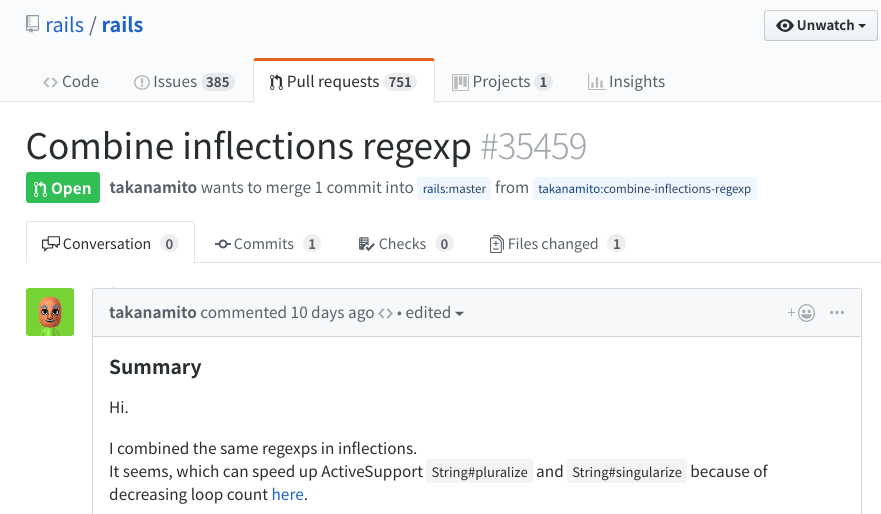 rails / rails
Unwatch
Code Issues 385 Pull requests 751 Projects 1 Insights
Combine inflections regexp #35459
Open takanamito wants to merge 1 commit into rails:master from takanamito:combine-inflections-regexp
Conversation 0 Commits 1 Checks 0 Files changed 1
takanamito commented 10 days ago <> • edited
Summary
Hi.
I combined the same regexps in inflections.
It seems, which can speed up ActiveSupport String#pluralize and String#singularize because of
decreasing loop count here.